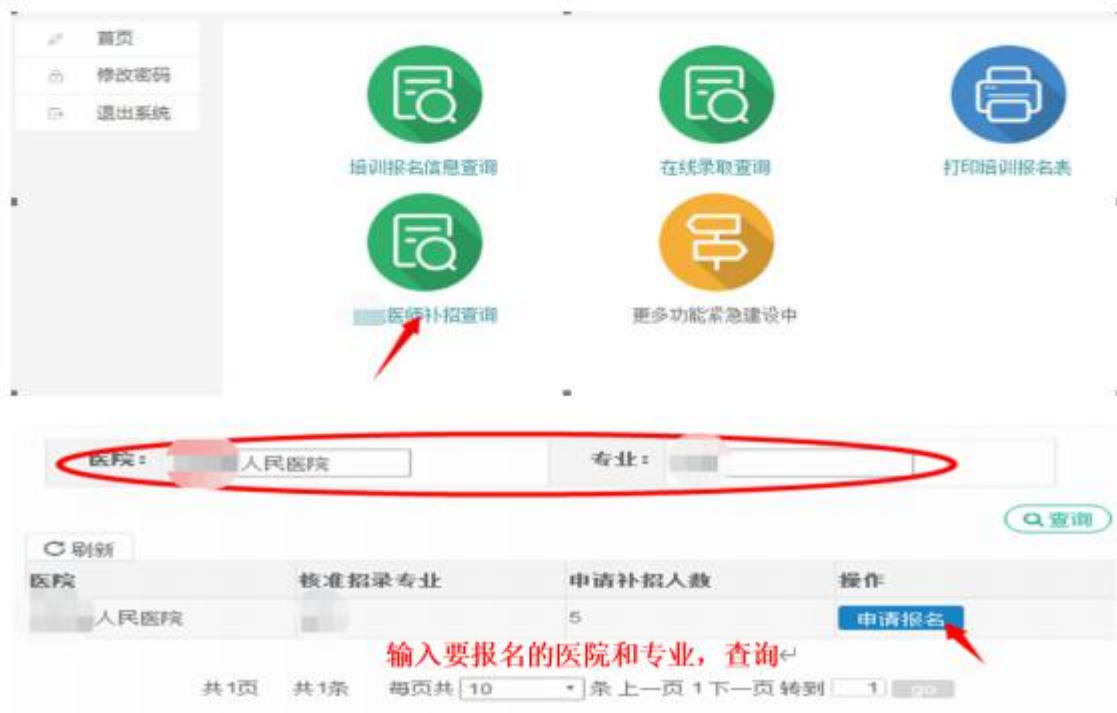 首页
修改密码
退出系统
培训报名信息查询
在线录取查询
打印培训报名表
医师补招查询
更多功能紧急建设中
医院： 人民医院 专业：
查询
刷新
医院 核准招录专业 申请补招人数 操作
人民医院 5 申请报名
输入要报名的医院和专业，查询↵
共1页 共1条 每页共 10 条 上一页 1 下一页 转到 1 go